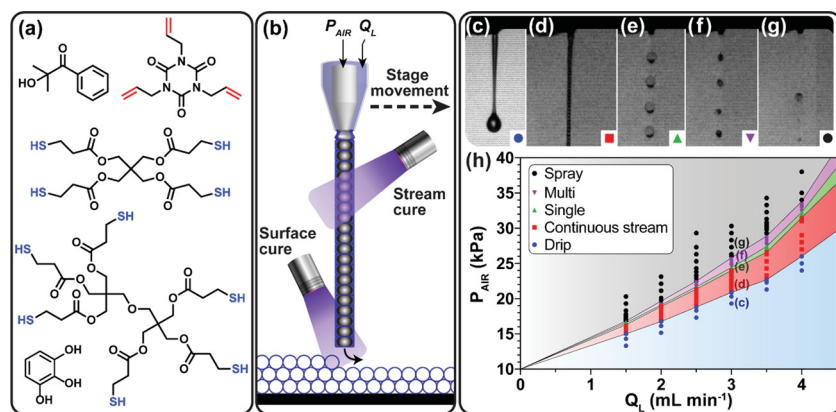 (a)
O
HO
O
N
N
N
O
O
HS
O
O
O
O
SH
HS
O
O
O
O
SH
SH
HS
O
O
O
O
O
O
SH
HS
O
O
O
O
O
O
O
SH
SH
OH
OH
OH
(b)
P_AIR Q_L
Stage
movement
Stream
cure
Surface
cure
(c) (d) (e) (f) (g)
(h)
Spray
Multi
Single
Continuous stream
Drip
(g)
(f)
(e)
(d)
(c)
P_AIR (kPa)
40
35
30
25
20
15
10
0 1 2 3 4
Q_L (mL min⁻¹)